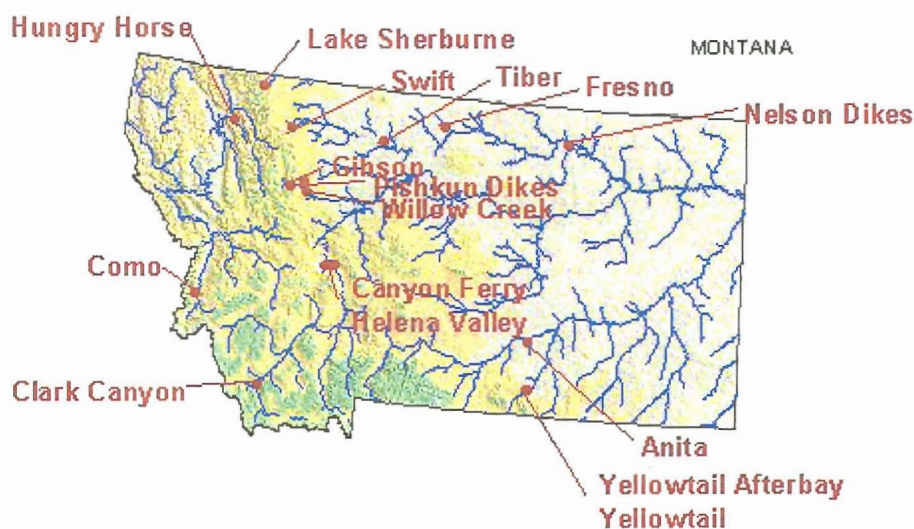 Hungry Horse
Lake Sherburne
MONTANA
Swift
Tiber
Fresno
Nelson Dikes
Gibson
Pishkun Dikes
Willow Creek
Como
Canyon Ferry
Helena Valley
Clark Canyon
Anita
Yellowtail Afterbay
Yellowtail